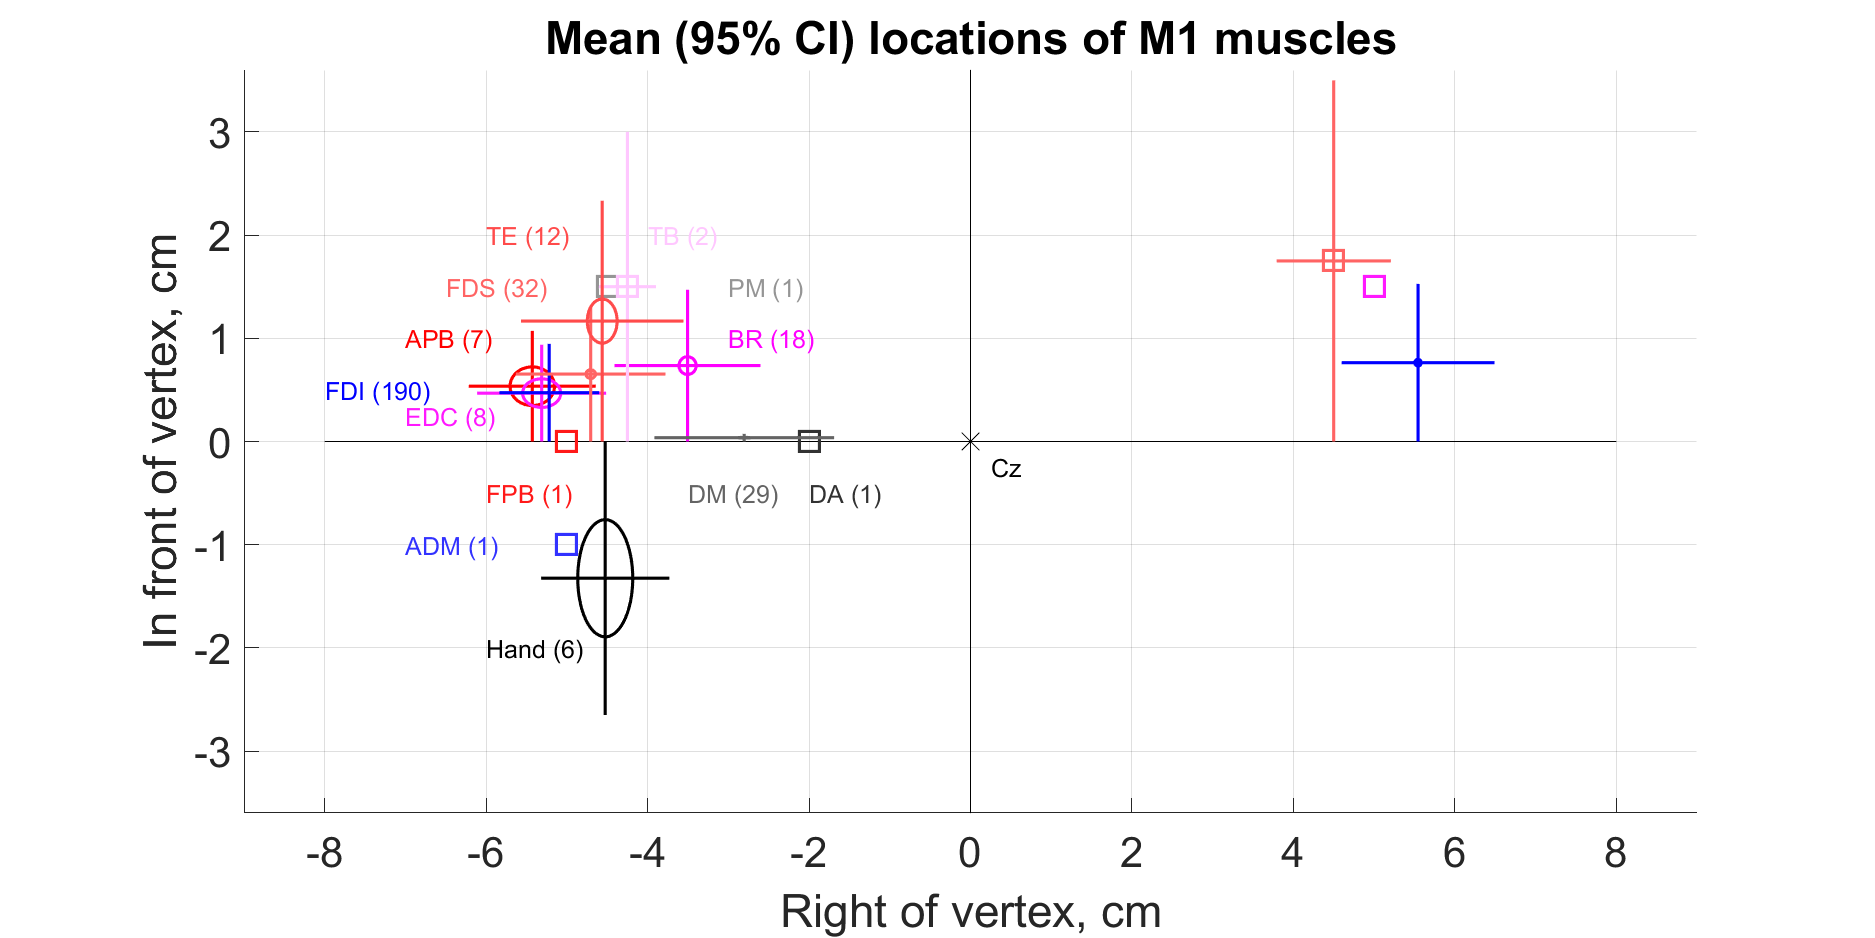 Mean (95% CI) locations of M1 muscles
In front of vertex, cm
3
2
1
0
-1
-2
-3
TE (12)
TB (2)
FDS (32)
PM (1)
APB (7)
BR (18)
FDI (190)
EDC (8)
Cz
FPB (1)
DM (29)
DA (1)
ADM (1)
Hand (6)
-8 -6 -4 -2 0 2 4 6 8
Right of vertex, cm